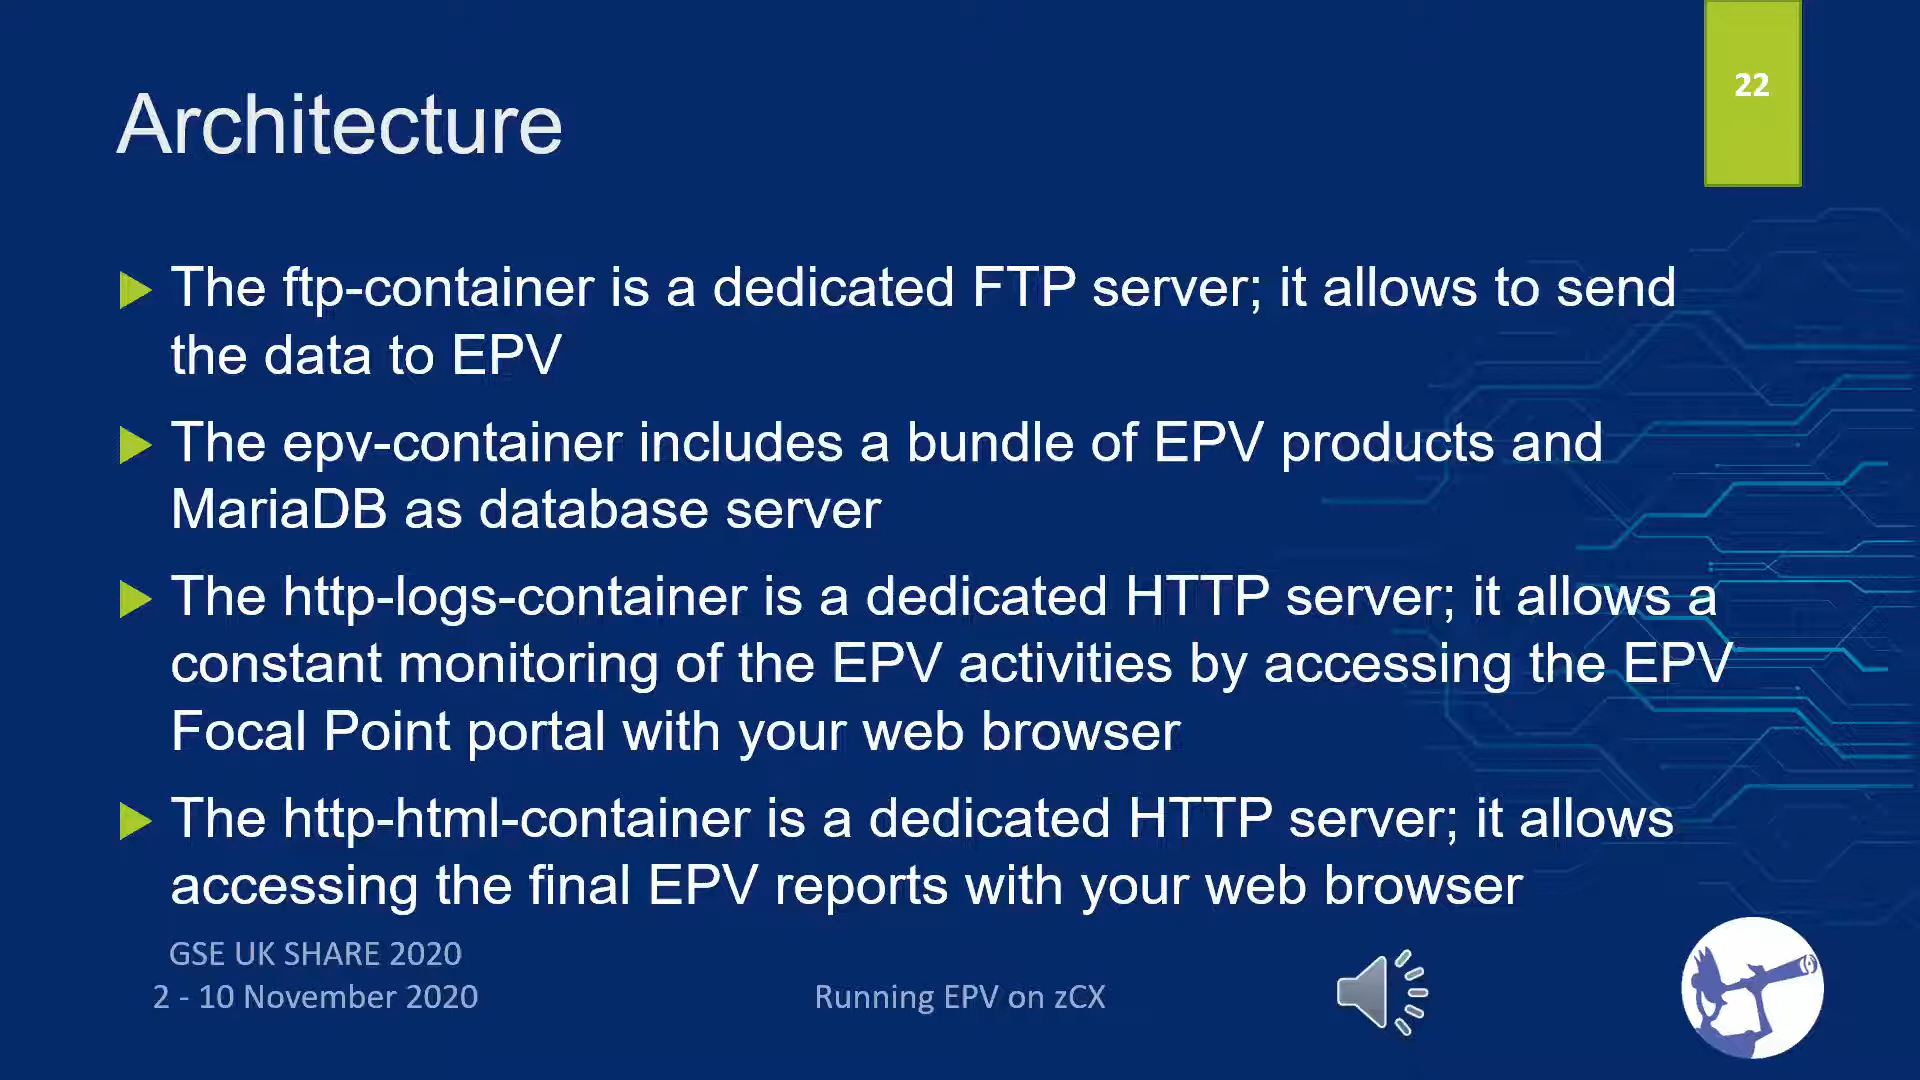 22
Architecture
The ftp-container is a dedicated FTP server; it allows to send
the data to EPV
The epv-container includes a bundle of EPV products and
MariaDB as database server
The http-logs-container is a dedicated HTTP server; it allows a
constant monitoring of the EPV activities by accessing the EPV
Focal Point portal with your web browser
The http-html-container is a dedicated HTTP server; it allows
accessing the final EPV reports with your web browser
GSE UK SHARE 2020
2 - 10 November 2020
Running EPV on zCX